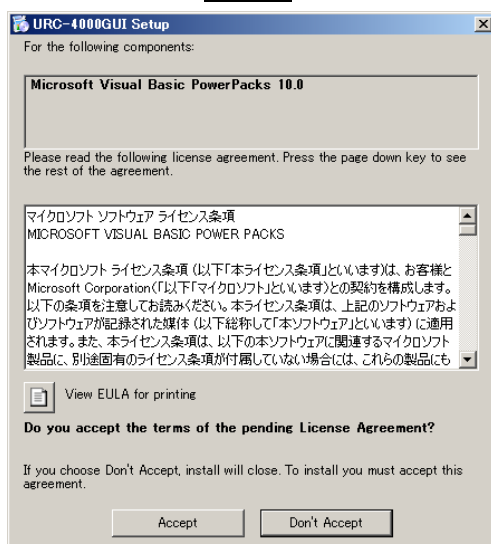 URC-4000GUI Setup
For the following components:
Microsoft Visual Basic PowerPacks 10.0
Please read the following license agreement. Press the page down key to see
the rest of the agreement.
マイクロソフト ソフトウェア ライセンス条項
MICROSOFT VISUAL BASIC POWER PACKS
本マイクロソフト ライセンス条項 (以下「本ライセンス条項」といいます)は、お客様と
Microsoft Corporation(「以下「マイクロソフト」といいます)との契約を構成します。
以下の条項を注意してお読みください。本ライセンス条項は、上記のソフトウェアおよ
びソフトウェアが記録された媒体 (以下総称して「本ソフトウェア」といいます) に適用
されます。また、本ライセンス条項は、以下の本ソフトウェアに関連するマイクロソフト
製品に、別途固有のライセンス条項が付属していない場合には、これらの製品にも
View EULA for printing
Do you accept the terms of the pending License Agreement?
If you choose Don't Accept, install will close. To install you must accept this
agreement.
Accept
Don't Accept